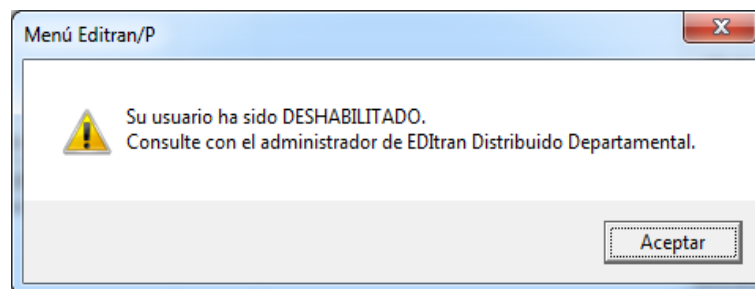 Menú Editran/P
Su usuario ha sido DESHABILITADO.
Consulte con el administrador de EDItran Distribuido Departamental.
Aceptar